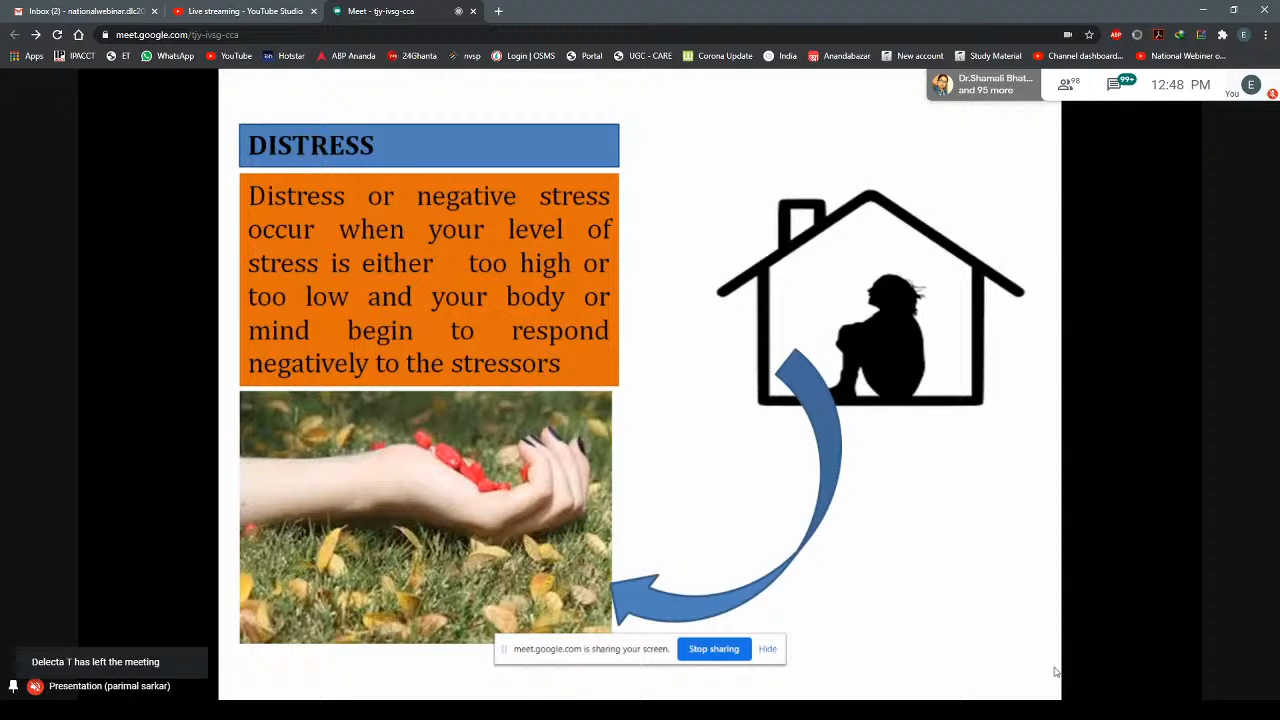 Inbox (2) - nationalwebinar.dlc20
Live streaming - YouTube Studio
Meet - tjy-ivsg-cca
meet.google.com/tjy-ivsg-cca
Apps
IPACCT
ET
WhatsApp
YouTube
Hotstar
ABP Ananda
24Ghanta
nvsp
Login | OSMS
Portal
UGC - CARE
Corona Update
India
Anandabazar
New account
Study Material
Channel dashboard...
National Webinar o...
Dr.Shamali Bhat...
and 95 more
98
99+
12:48 PM
You
E
DISTRESS
Distress or negative stress
occur when your level of
stress is either too high or
too low and your body or
mind begin to respond
negatively to the stressors
meet.google.com is sharing your screen.
Stop sharing
Hide
Delecta T has left the meeting
Presentation (parimal sarkar)